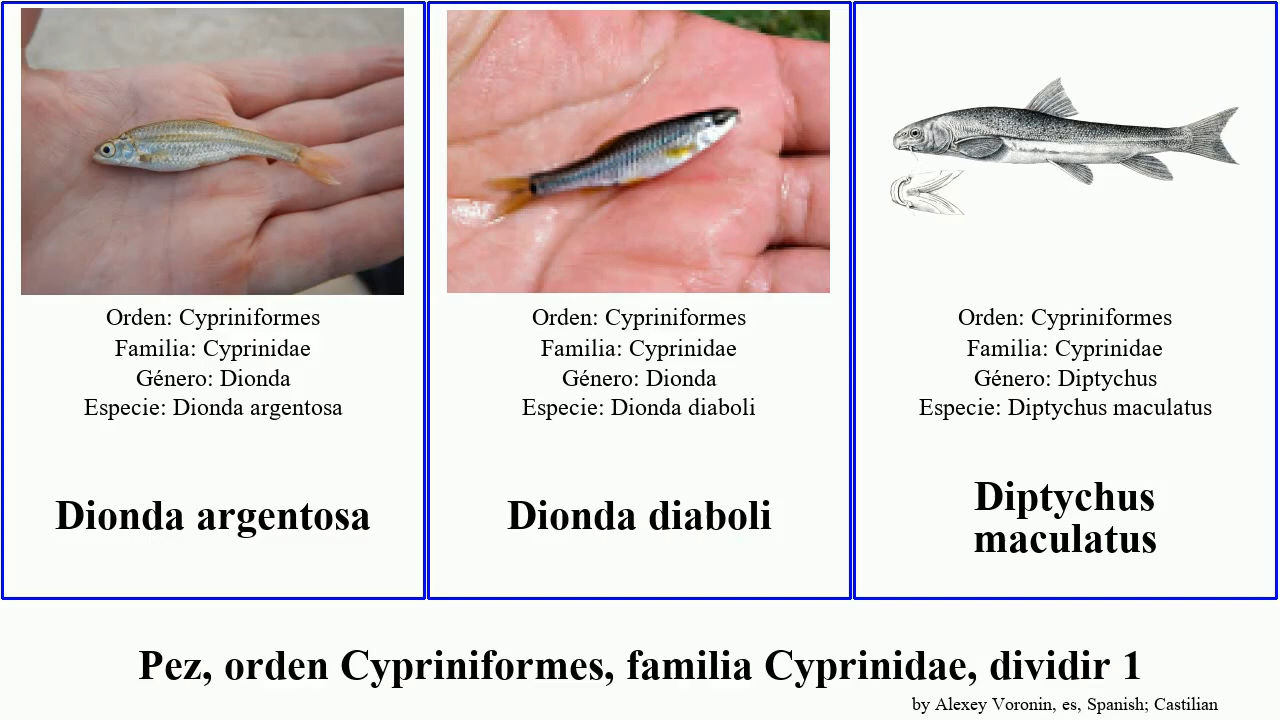 Orden: Cypriniformes
Familia: Cyprinidae
Género: Dionda
Especie: Dionda argentosa
Dionda argentosa
Orden: Cypriniformes
Familia: Cyprinidae
Género: Dionda
Especie: Dionda diaboli
Dionda diaboli
Orden: Cypriniformes
Familia: Cyprinidae
Género: Diptychus
Especie: Diptychus maculatus
Diptychus
maculatus
Pez, orden Cypriniformes, familia Cyprinidae, dividir 1
by Alexey Voronin, es, Spanish; Castilian